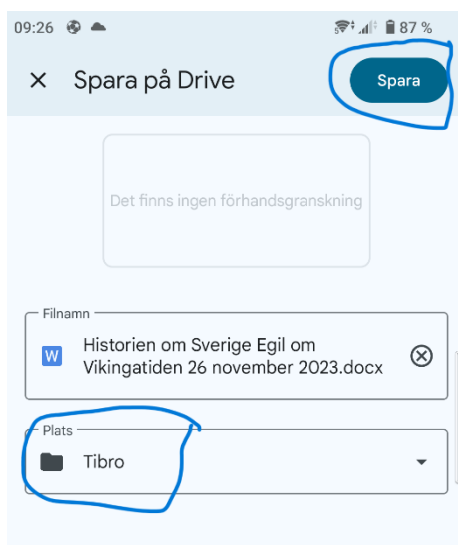 09:26 87 %
Spara på Drive Spara
Det finns ingen förhandsgranskning
Filnamn
W Historien om Sverige Egil om
Vikingatiden 26 november 2023.docx
Plats
Tibro